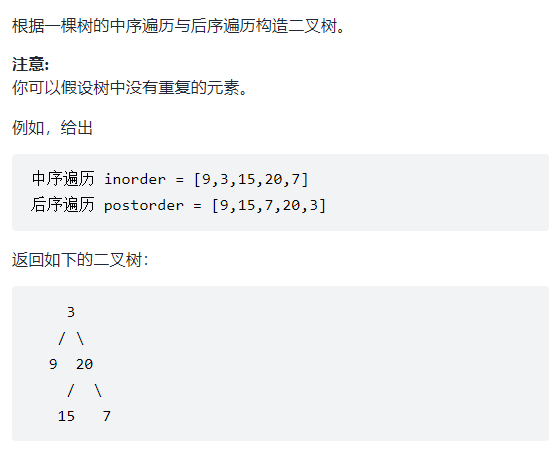 根据一棵树的中序遍历与后序遍历构造二叉树。
注意:
你可以假设树中没有重复的元素。
例如，给出
中序遍历 inorder = [9,3,15,20,7]
后序遍历 postorder = [9,15,7,20,3]
返回如下的二叉树：
3
/ \
9  20
/  \
15   7